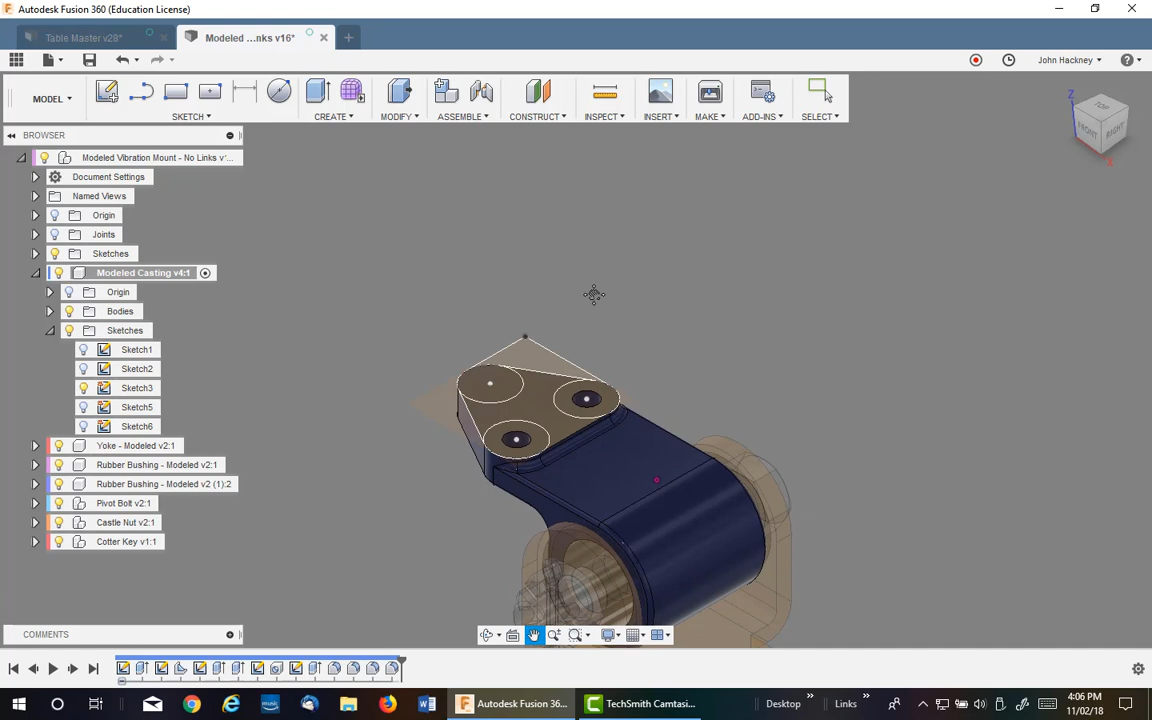 Autodesk Fusion 360 (Education License)
Table Master v28*
Modeled ...nks v16*
John Hackney
MODEL
SKETCH
CREATE
MODIFY
ASSEMBLE
CONSTRUCT
INSPECT
INSERT
MAKE
ADD-INS
SELECT
BROWSER
Z
TOP
FRONT
RIGHT
X
Modeled Vibration Mount - No Links v'...
Document Settings
Named Views
Origin
Joints
Sketches
Modeled Casting v4:1
Origin
Bodies
Sketches
Sketch1
Sketch2
Sketch3
Sketch5
Sketch6
Yoke - Modeled v2:1
Rubber Bushing - Modeled v2:1
Rubber Bushing - Modeled v2 (1):2
Pivot Bolt v2:1
Castle Nut v2:1
Cotter Key v1:1
COMMENTS
Autodesk Fusion 36...
TechSmith Camtasi...
Desktop
Links
4:06 PM
11/02/18